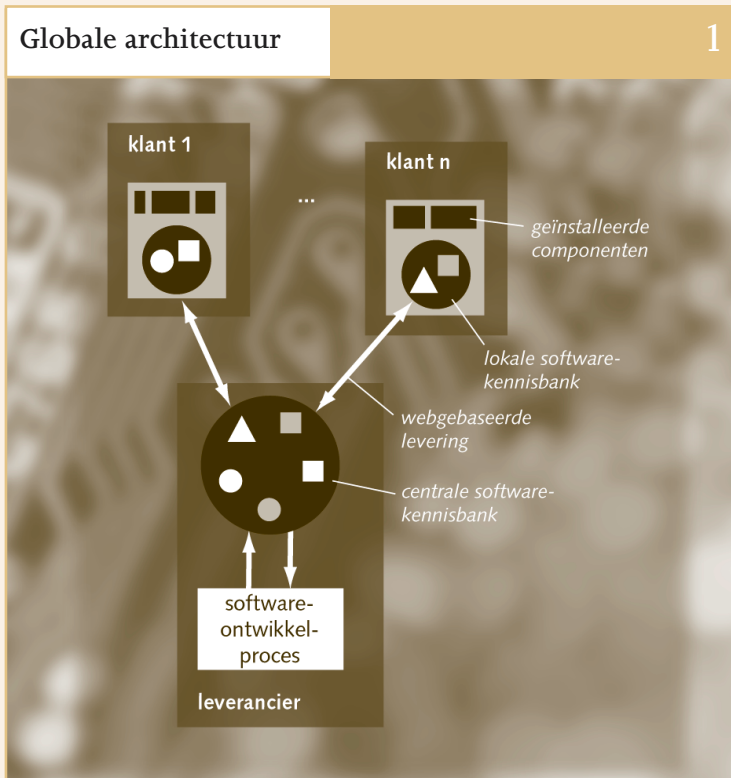 Globale architectuur
1
klant 1
...
klant n
geïnstalleerde
componenten
lokale software-
kennisbank
webgebaseerde
levering
centrale software-
kennisbank
software-
ontwikkel-
proces
leverancier